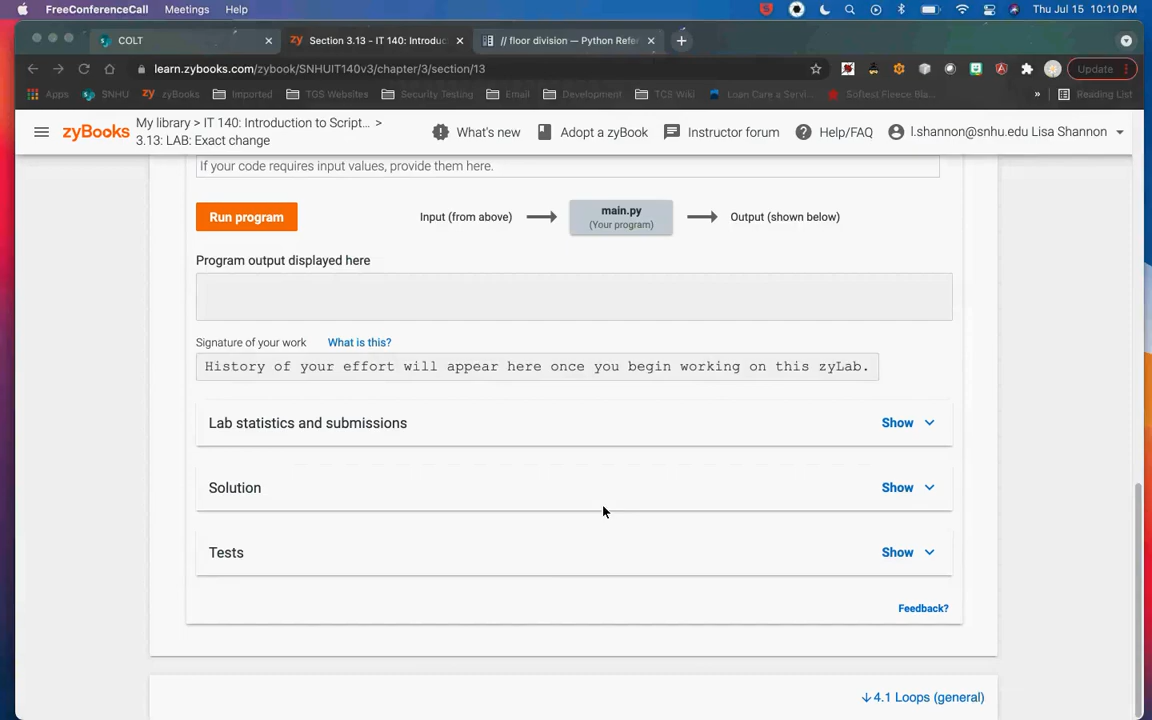 FreeConferenceCall Meetings Help Thu Jul 15 10:10 PM
COLT Section 3.13 - IT 140: Introduc // floor division — Python Refe
learn.zybooks.com/zybook/SNHUIT140v3/chapter/3/section/13 Update
Apps SNHU zyBooks Imported TGS Websites Security Testing Email Development TCS Wiki Loan Care a Servi... Softest Fleece Bla... » Reading List
zyBooks My library > IT 140: Introduction to Script... > What's new Adopt a zyBook Instructor forum Help/FAQ l.shannon@snhu.edu Lisa Shannon
3.13: LAB: Exact change
If your code requires input values, provide them here.
Run program Input (from above) main.py Output (shown below)
(Your program)
Program output displayed here
Signature of your work What is this?
History of your effort will appear here once you begin working on this zyLab.
Lab statistics and submissions Show
Solution Show
Tests Show
Feedback?
4.1 Loops (general)